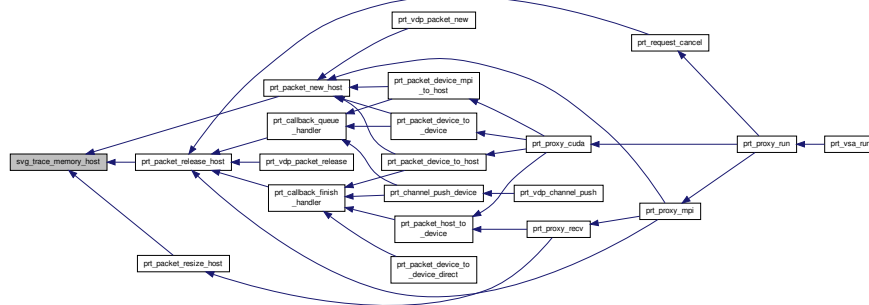 prt_vdp_packet_new
prt_request_cancel
prt_packet_new_host
prt_packet_device_mpi
_to_host
prt_callback_queue
_handler
prt_packet_device_to
_device
prt_proxy_cuda
prt_proxy_run
prt_vsa_run
svg_trace_memory_host
prt_packet_release_host
prt_vdp_packet_release
prt_packet_device_to_host
prt_callback_finish
_handler
prt_channel_push_device
prt_vdp_channel_push
prt_proxy_mpi
prt_packet_host_to
_device
prt_proxy_recv
prt_packet_resize_host
prt_packet_device_to
_device_direct